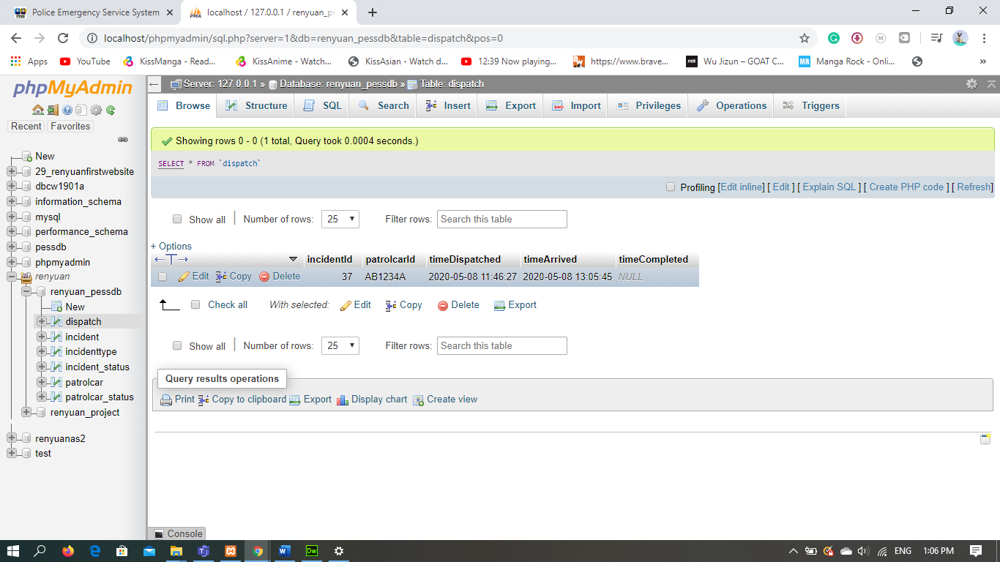 Police Emergency Service System
localhost / 127.0.0.1 / renyuan_pe
localhost/phpmyadmin/sql.php?server=1&db=renyuan_pessdb&table=dispatch&pos=0
Apps YouTube KissManga - Read... KissAnime - Watch... KissAsian - Watch d... 12:39 Now playing... https://www.brave... Wu Jizun – GOAT C... MR Manga Rock - Onli... »
phpMyAdmin
Recent Favorites
New
29_renyuanfirstwebsite
dbcw1901a
information_schema
mysql
performance_schema
pessdb
phpmyadmin
renyuan
renyuan_pessdb
New
dispatch
incident
incidenttype
incident_status
patrolcar
patrolcar_status
renyuan_project
renyuanas2
test
Server: 127.0.0.1 » Database: renyuan_pessdb » Table: dispatch
Browse Structure SQL Search Insert Export Import Privileges Operations Triggers
Showing rows 0 - 0 (1 total, Query took 0.0004 seconds.)
SELECT * FROM `dispatch`
Profiling [Edit inline] [ Edit ] [ Explain SQL ] [ Create PHP code ] [ Refresh]
Show all | Number of rows: 25 Filter rows: Search this table
+ Options
incidentId patrolcarId timeDispatched timeArrived timeCompleted
Edit Copy Delete 37 AB1234A 2020-05-08 11:46:27 2020-05-08 13:05:45 NULL
Check all With selected: Edit Copy Delete Export
Show all | Number of rows: 25 Filter rows: Search this table
Query results operations
Print Copy to clipboard Export Display chart Create view
Console
Dw ENG 1:06 PM